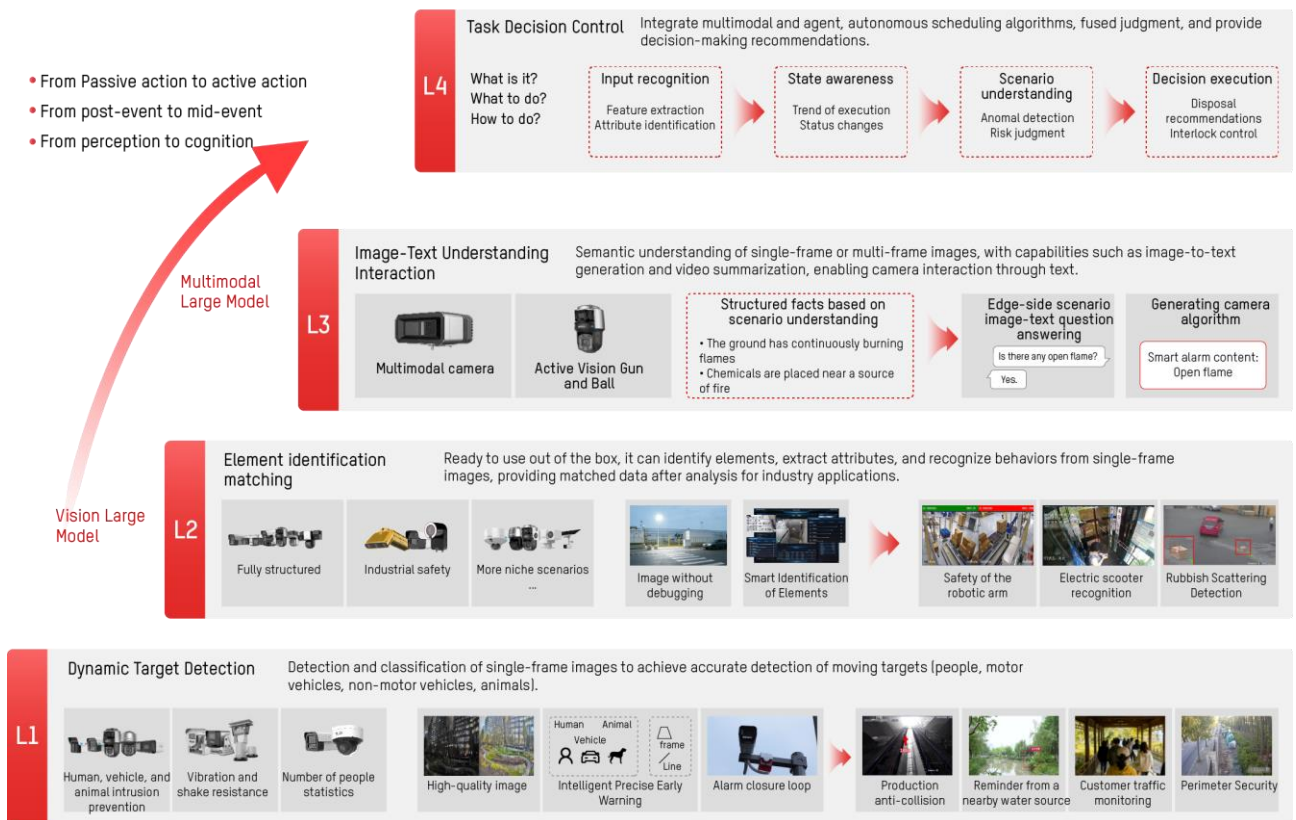 • From Passive action to active action
• From post-event to mid-event
• From perception to cognition
Multimodal
Large Model
Vision Large
Model
L4
Task Decision Control
Integrate multimodal and agent, autonomous scheduling algorithms, fused judgment, and provide
decision-making recommendations.
What is it?
What to do?
How to do?
Input recognition
Feature extraction
Attribute identification
State awareness
Trend of execution
Status changes
Scenario
understanding
Anomal detection
Risk judgment
Decision execution
Disposal
recommendations
Interlock control
L3
Image-Text Understanding
Interaction
Semantic understanding of single-frame or multi-frame images, with capabilities such as image-to-text
generation and video summarization, enabling camera interaction through text.
Multimodal camera
Active Vision Gun
and Ball
Structured facts based on
scenario understanding
• The ground has continuously burning
flames
• Chemicals are placed near a source
of fire
Edge-side scenario
image-text question
answering
Is there any open flame?
Yes.
Generating camera
algorithm
Smart alarm content:
Open flame
L2
Element identification
matching
Ready to use out of the box, it can identify elements, extract attributes, and recognize behaviors from single-frame
images, providing matched data after analysis for industry applications.
Fully structured
Industrial safety
More niche scenarios
...
Image without
debugging
Smart Identification
of Elements
Safety of the
robotic arm
Electric scooter
recognition
Rubbish Scattering
Detection
L1
Dynamic Target Detection
Detection and classification of single-frame images to achieve accurate detection of moving targets (people, motor
vehicles, non-motor vehicles, animals).
Human, vehicle, and
animal intrusion
prevention
Vibration and
shake resistance
Number of people
statistics
High-quality image
Human Animal
Vehicle
frame
Line
Intelligent Precise Early
Warning
Alarm closure loop
Production
anti-collision
Reminder from a
nearby water source
Customer traffic
monitoring
Perimeter Security